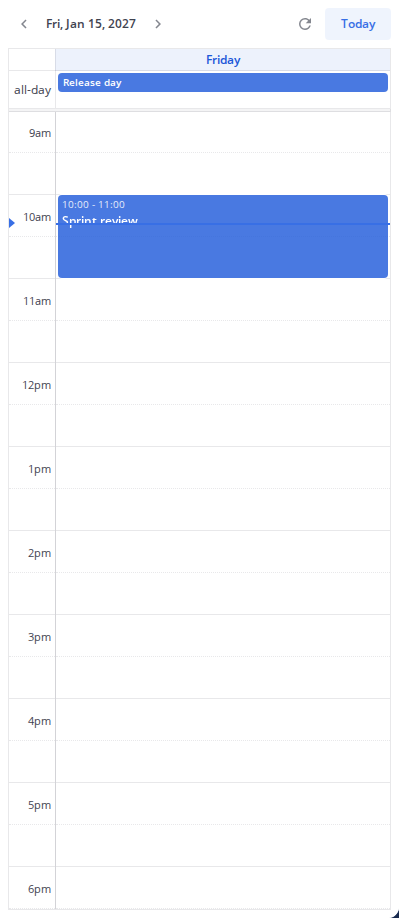 Fri, Jan 15, 2027
Today
Friday
all-day
Release day
9am
10:00 - 11:00
Sprint review
10am
11am
12pm
1pm
2pm
3pm
4pm
5pm
6pm